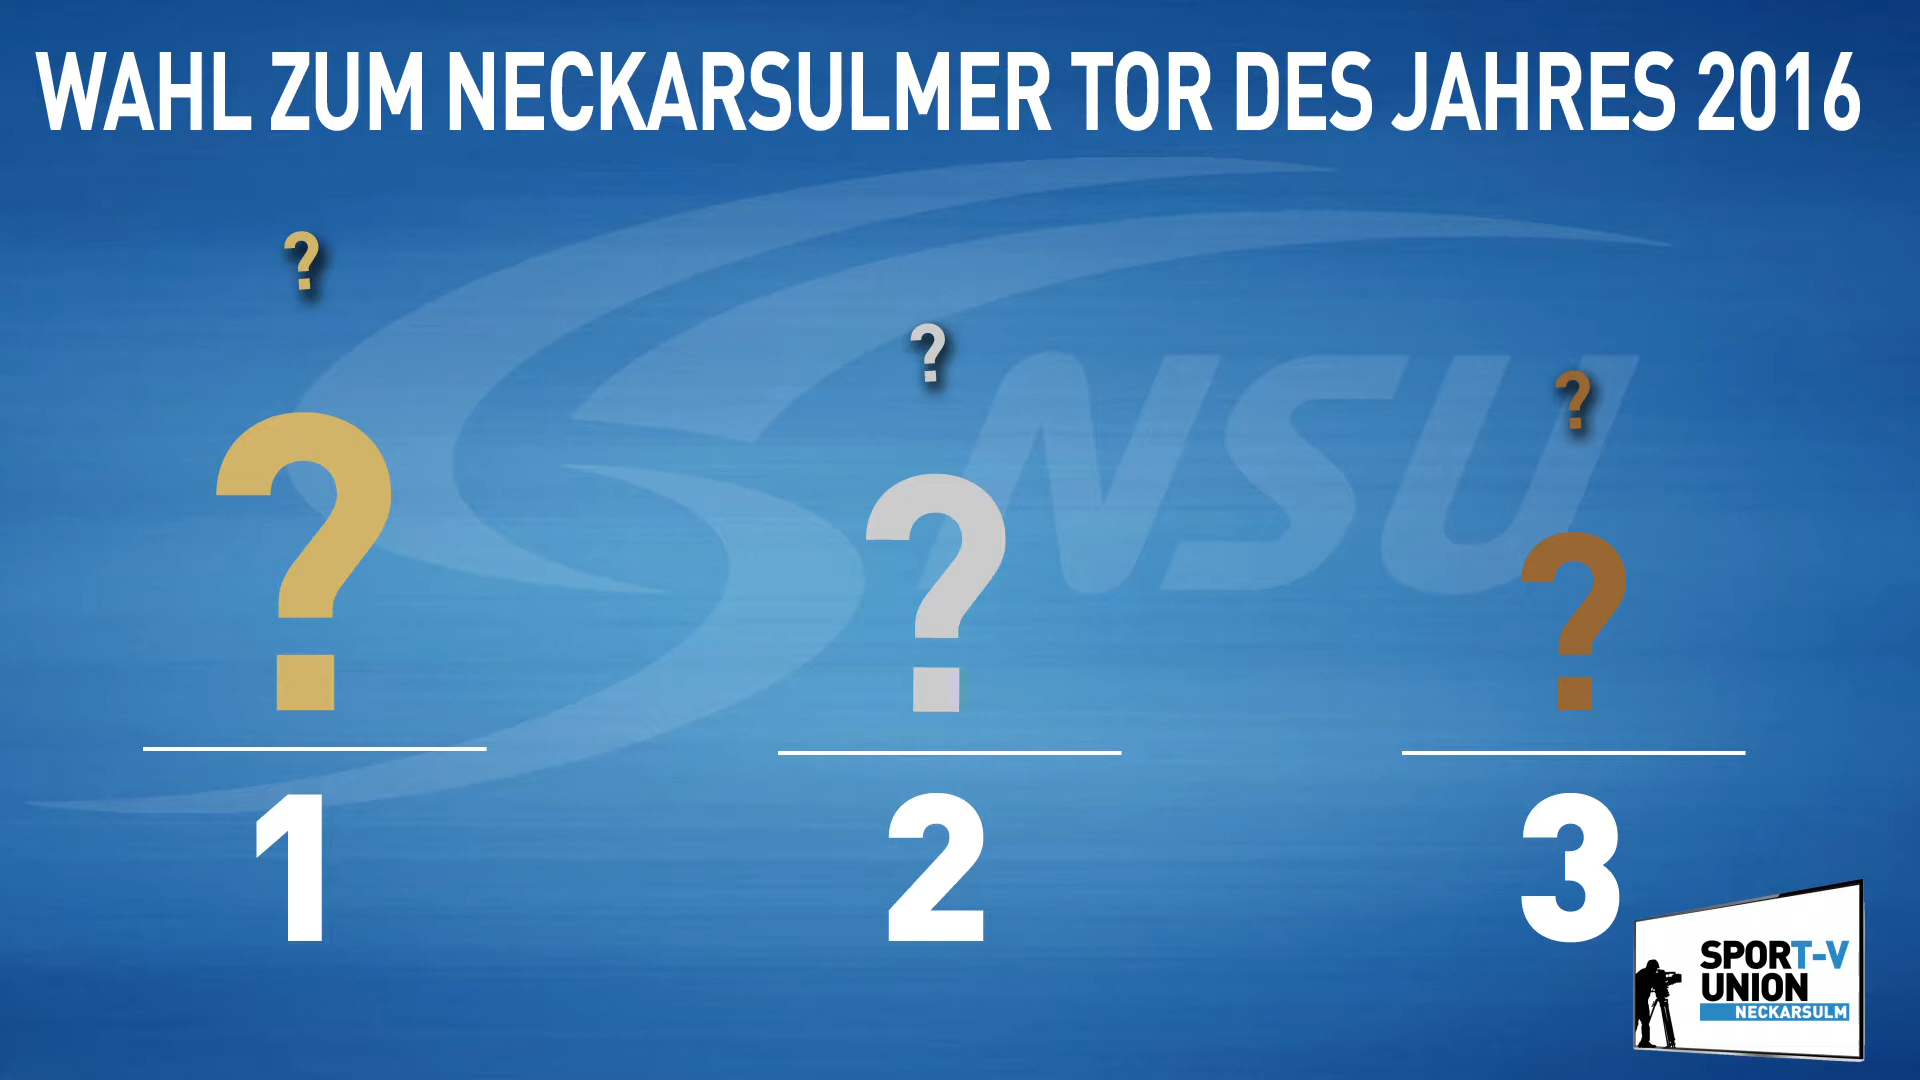 WAHL ZUM NECKARSULMER TOR DES JAHRES 2016
?
?
?
?
?
?
NSU
1
2
3
SPORT-V
UNION
NECKARSULM